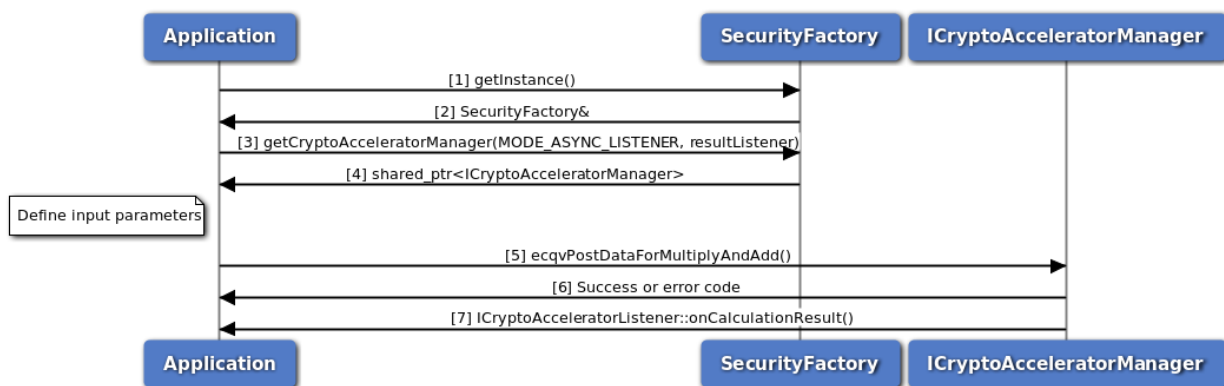 Application
SecurityFactory
ICryptoAcceleratorManager
[1] getInstance()
[2] SecurityFactory&
[3] getCryptoAcceleratorManager(MODE_ASYNC_LISTENER, resultListener)
[4] shared_ptr<ICryptoAcceleratorManager>
Define input parameters
[5] ecqvPostDataForMultiplyAndAdd()
[6] Success or error code
[7] ICryptoAcceleratorListener::onCalculationResult()
Application
SecurityFactory
ICryptoAcceleratorManager